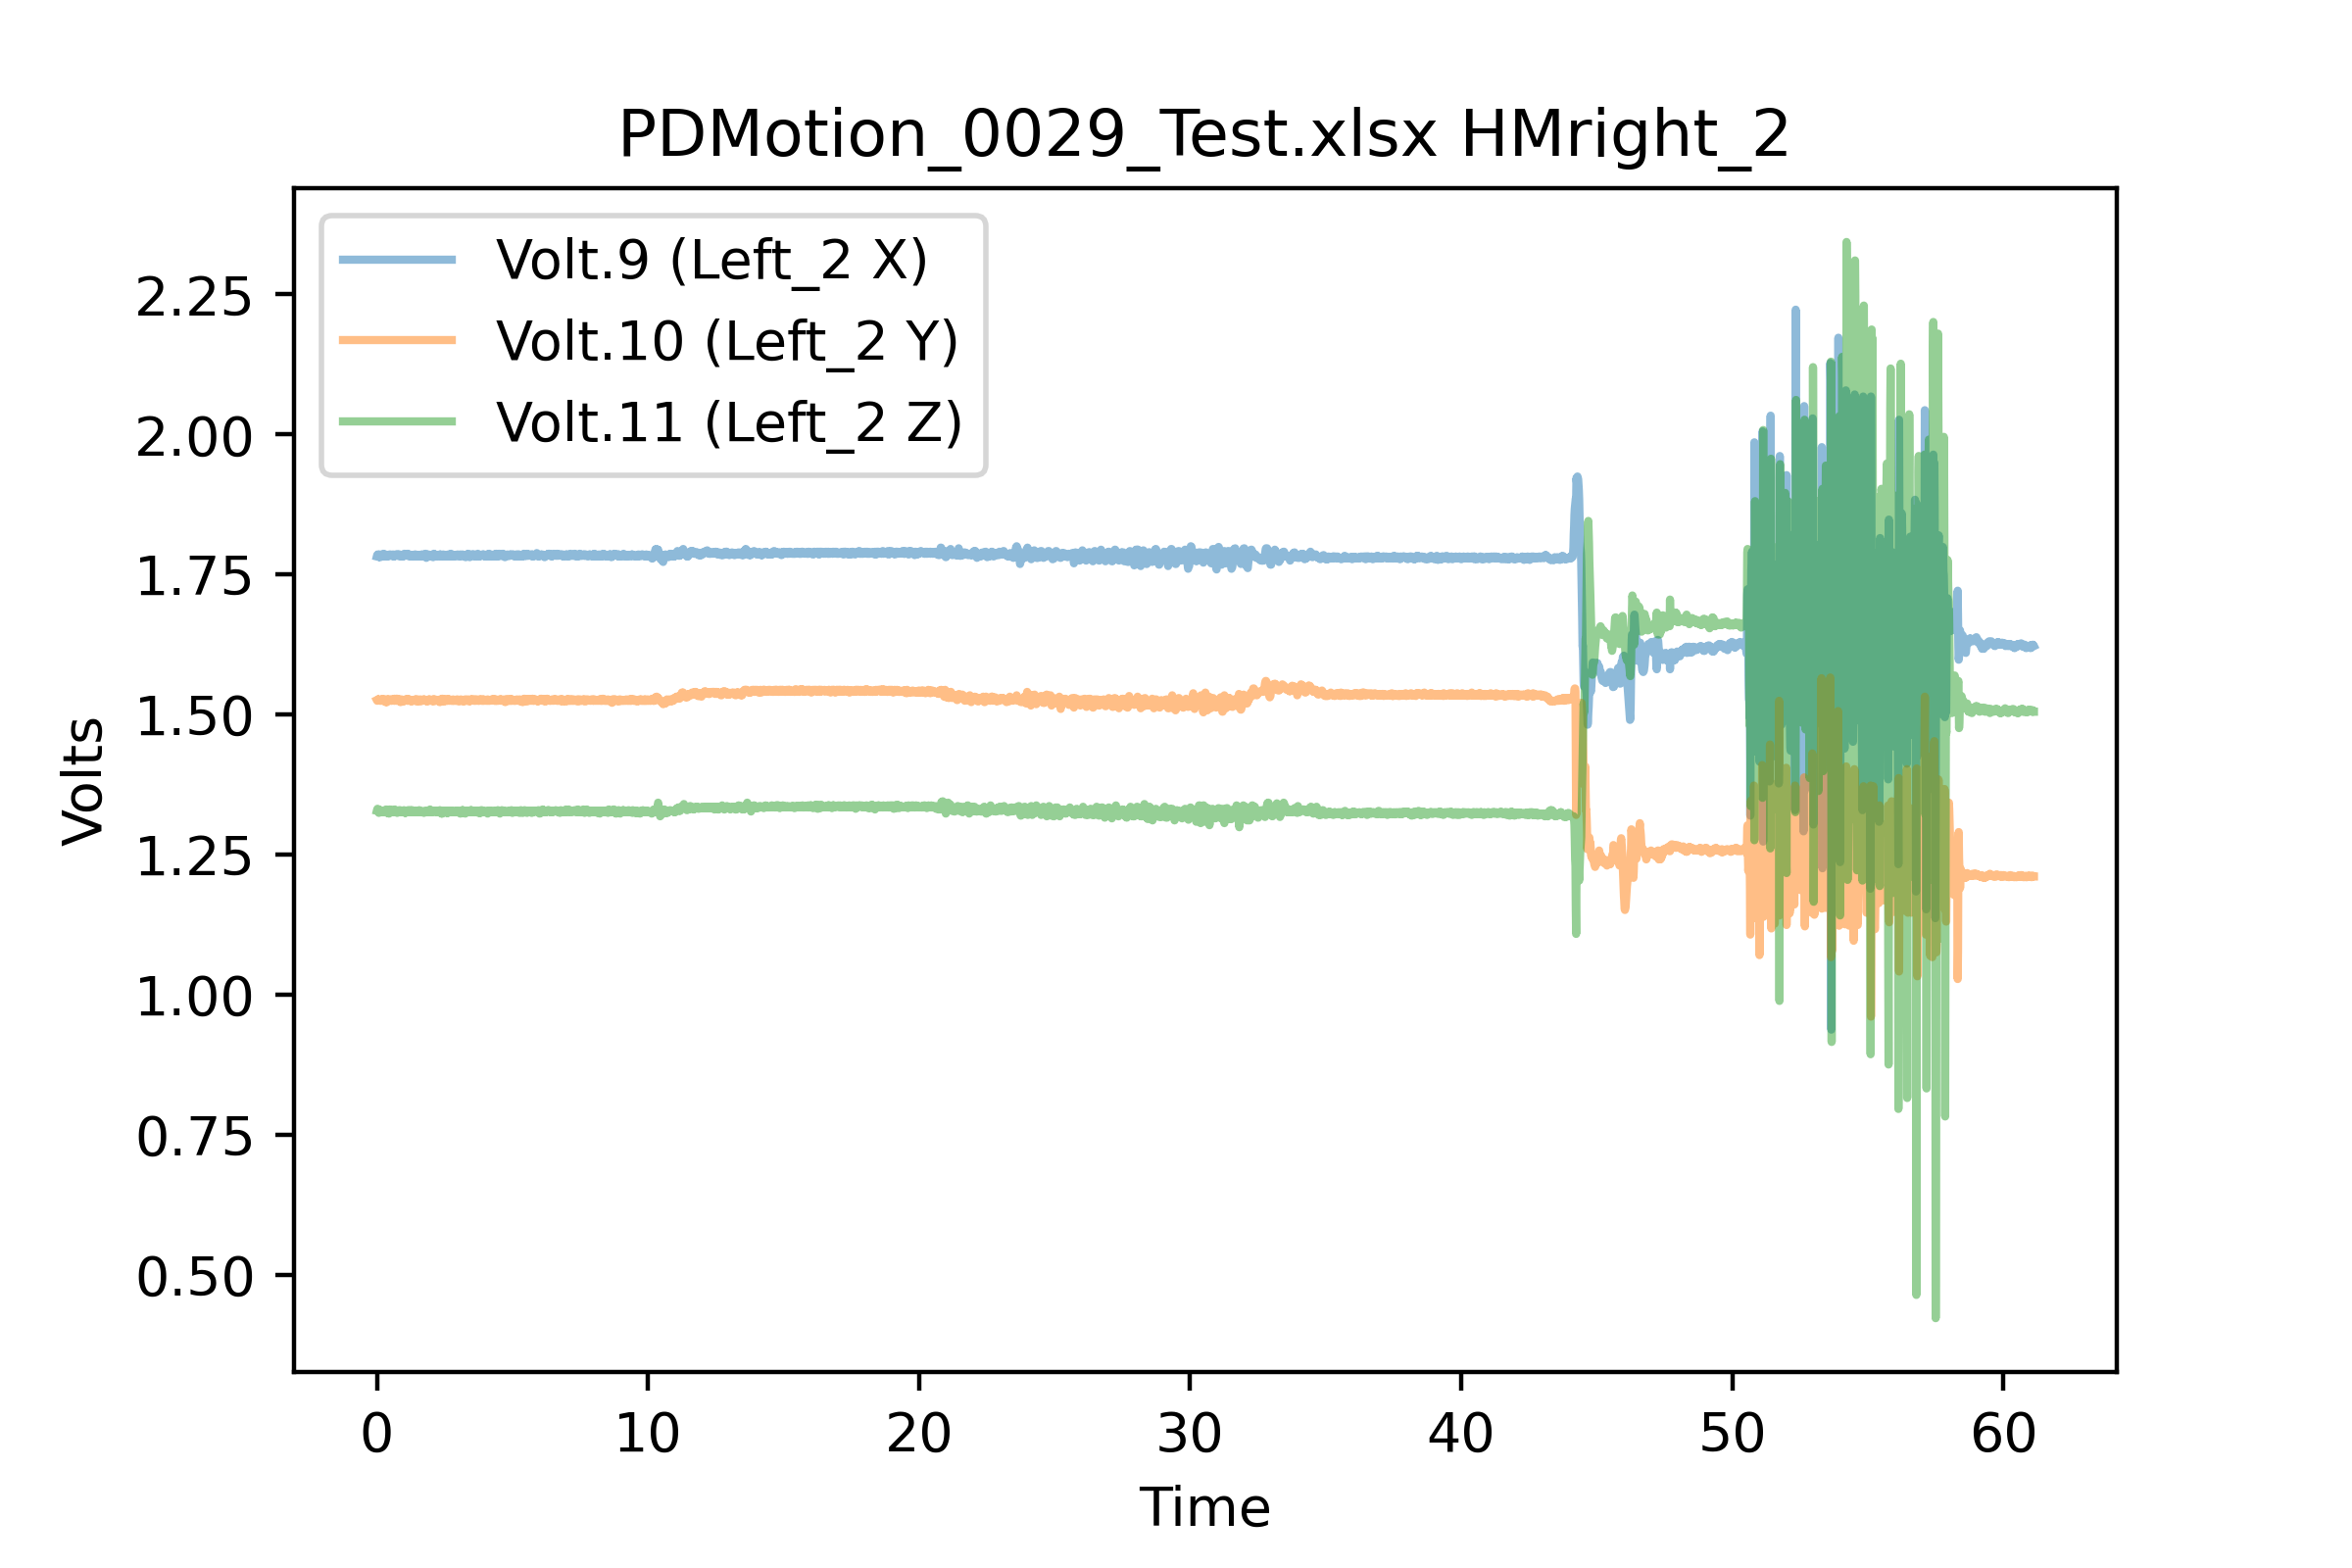 PDMotion_0029_Test.xlsx HMright_2
Volt.9 (Left_2 X)
Volt.10 (Left_2 Y)
Volt.11 (Left_2 Z)
2.25
2.00
1.75
1.50
1.25
1.00
0.75
0.50
Volts
0 10 20 30 40 50 60
Time